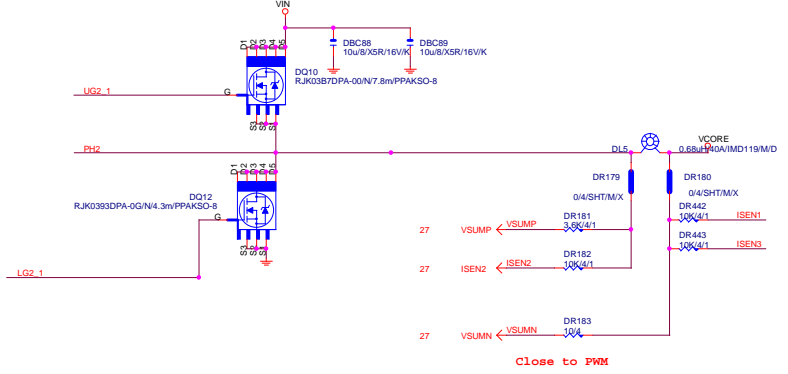 VIN
D1
D2
D3
D4
D5
DBC88
10u/8/X5R/16V/K
DBC89
10u/8/X5R/16V/K
DQ10
RJK03B7DPA-00/N/7.8m/PPAKSO-8
UG2_1
G
S3
S2
S1
PH2
D1
D2
D3
D4
D5
DL5
VCORE
0.68uH/40A/IMD119/M/D
DR179
0/4/SHT/M/X
DR180
0/4/SHT/M/X
DQ12
RJK0393DPA-0G/N/4.3m/PPAKSO-8
G
S3
S2
S1
LG2_1
DR442
10K/4/1
ISEN1
DR443
10K/4/1
ISEN3
27
VSUMP
VSUMP
DR181
3.6K/4/1
27
ISEN2
ISEN2
DR182
10K/4/1
27
VSUMN
VSUMN
DR183
10/4
Close to PWM